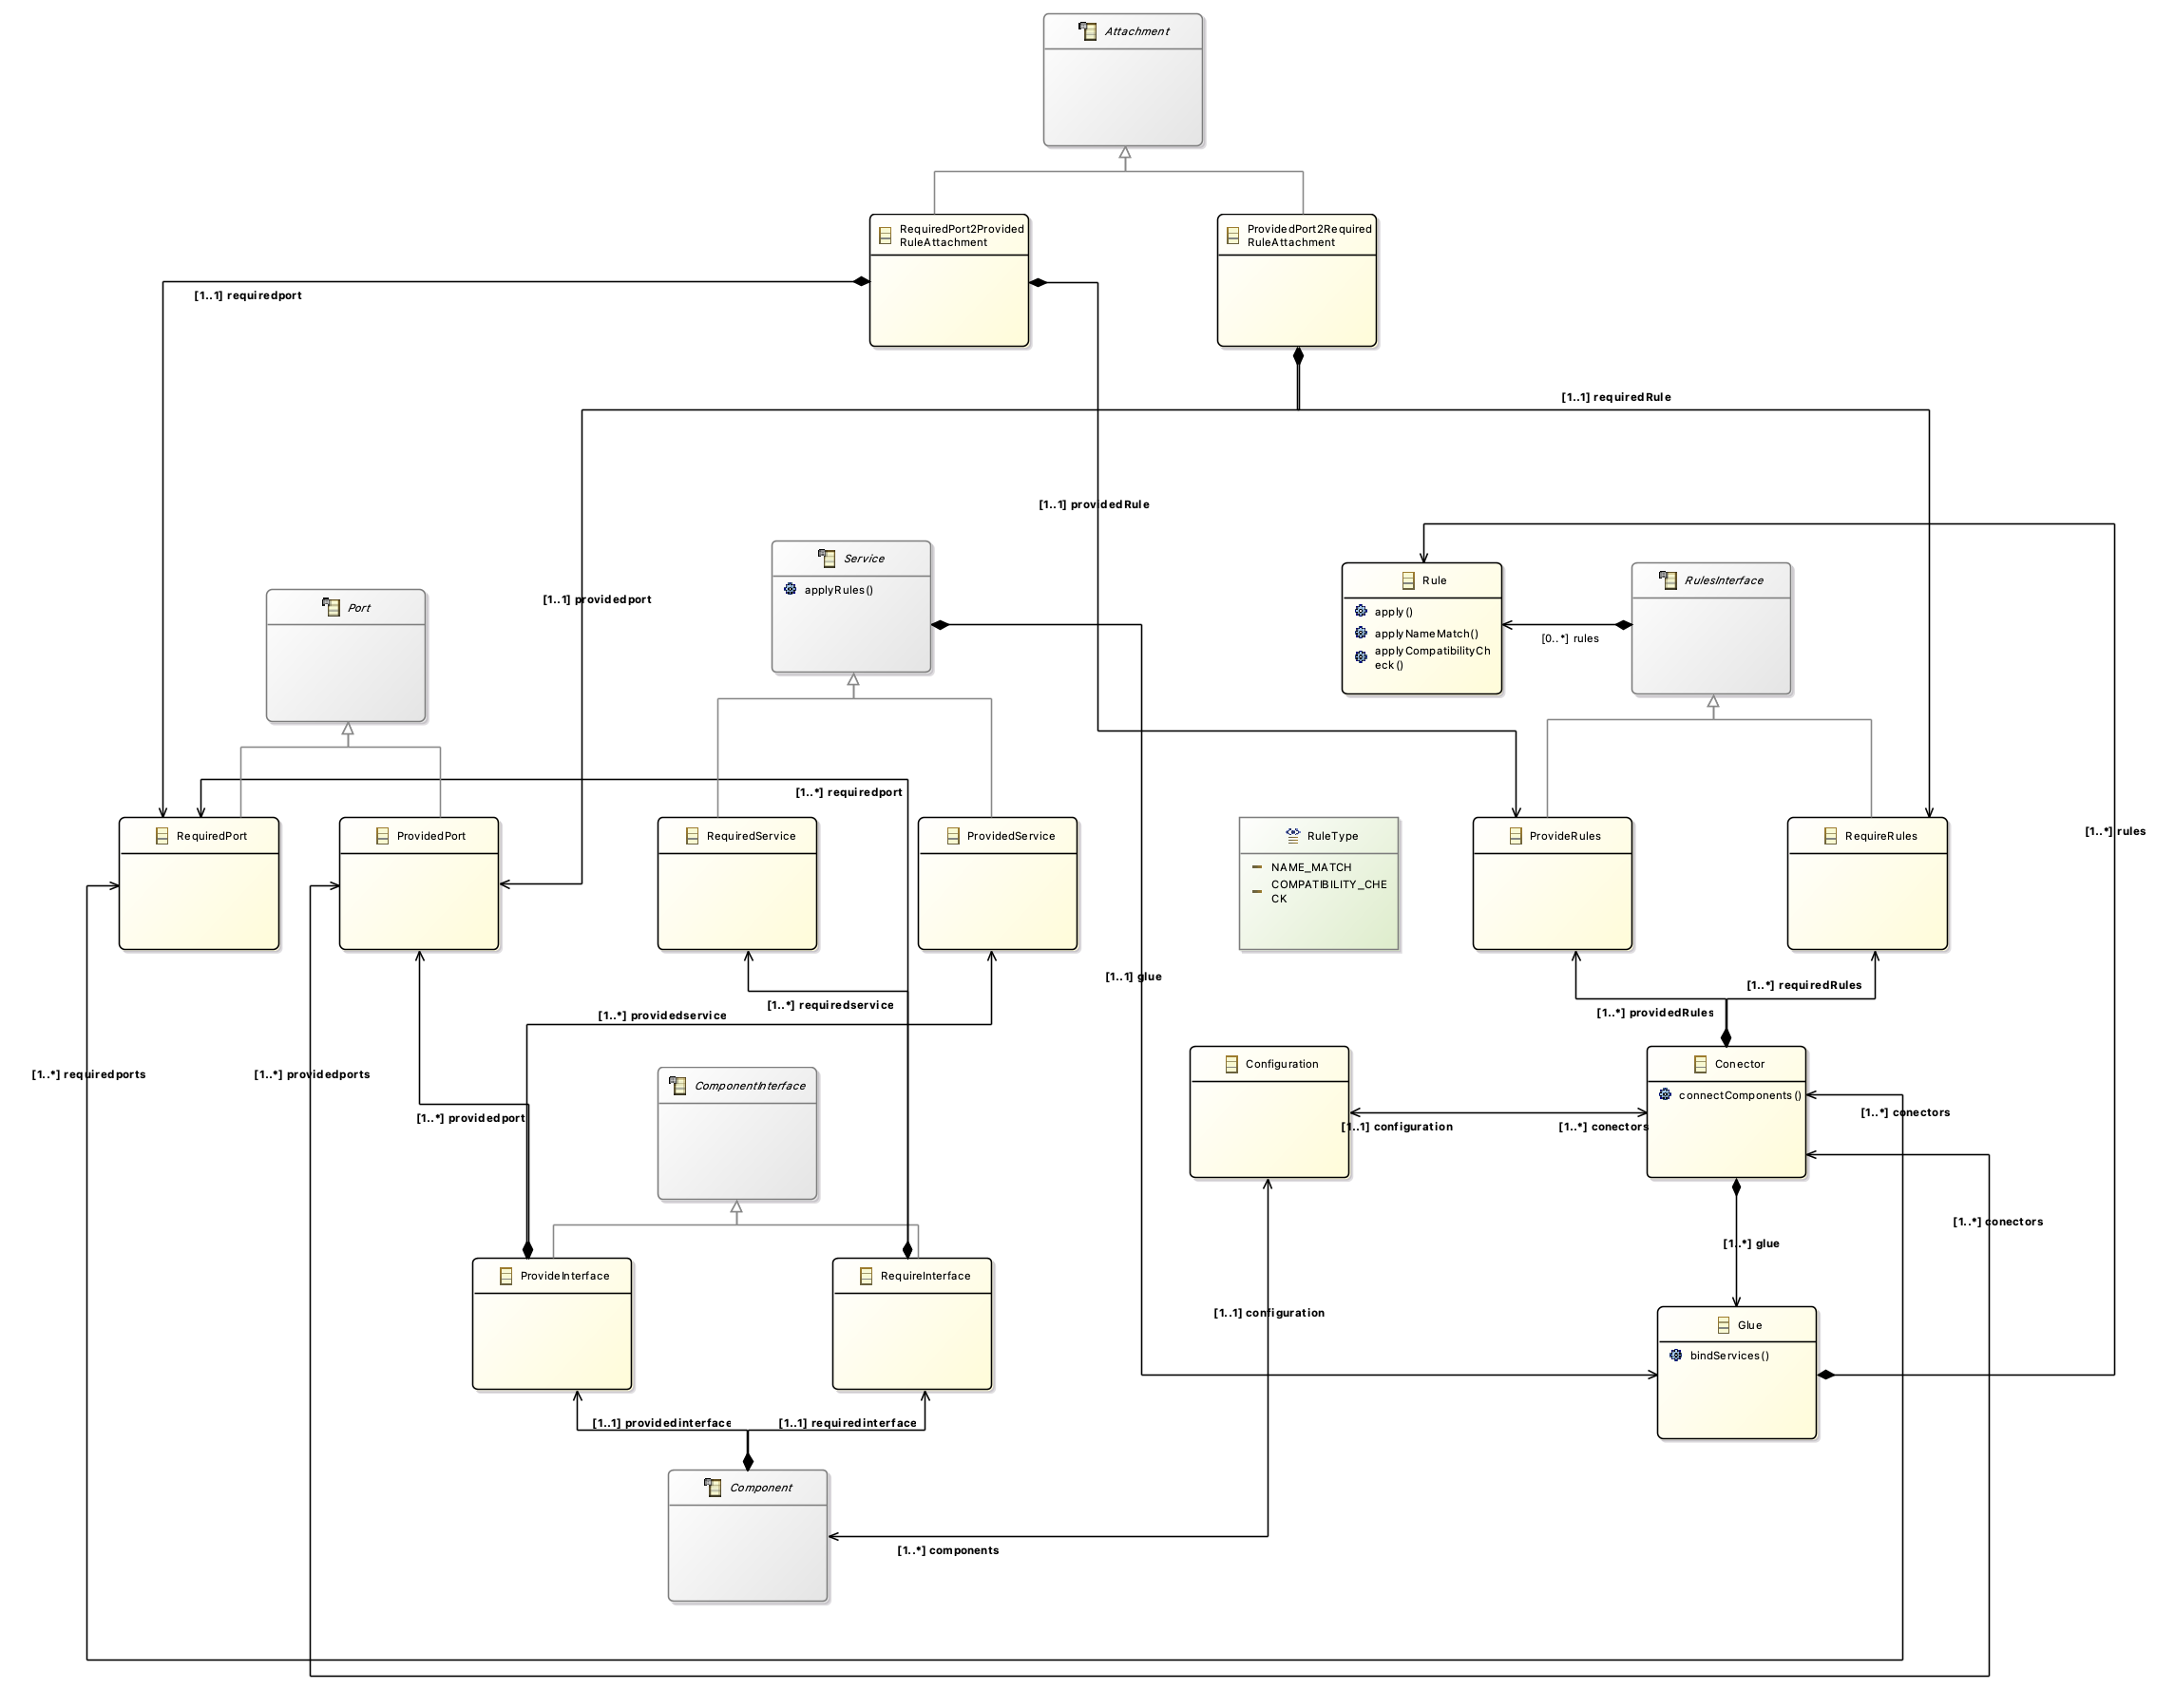 Attachment
RequiredPort2Provided
RuleAttachment
ProvidedPort2Required
RuleAttachment
[1..1] requiredport
[1..1] requiredRule
[1..1] providedRule
Service
applyRules()
Rule
apply()
applyNameMatch()
applyCompatibilityCh
eck()
RulesInterface
[0..*] rules
Port
[1..1] providedport
[1..*] requiredport
RequiredPort
ProvidedPort
RequiredService
ProvidedService
RuleType
NAME_MATCH
COMPATIBILITY_CHE
CK
ProvideRules
RequireRules
[1..*] rules
[1..1] glue
[1..*] requiredRules
[1..*] requiredservice
[1..*] providedservice
[1..*] providedRules
[1..*] requiredports
[1..*] providedports
ComponentInterface
Configuration
Conector
connectComponents()
[1..*] providedport
[1..1] configuration
[1..*] conectors
[1..*] conectors
[1..*] conectors
[1..*] glue
ProvideInterface
RequireInterface
[1..1] configuration
Glue
bindServices()
[1..1] providedinterface
[1..1] requiredinterface
Component
[1..*] components